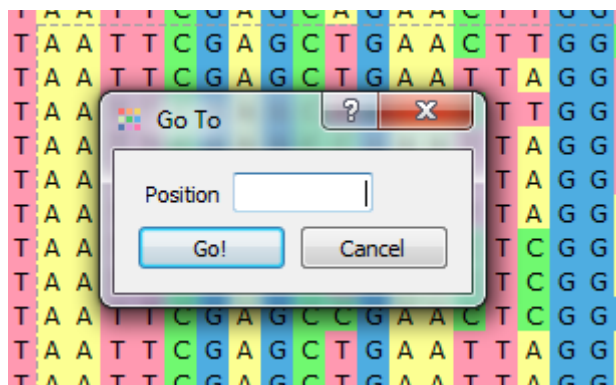 T A A T T C G A G C A G A A C T T G G
T A A T T C G A G C T G A A C T T G G
T A A T T C G A G C T G A A T T A G G
T A A Go To ? X T T G G
T A A T A G G
T A A Position T A G G
T A A T A G G
T A A Go! Cancel T C G G
T A A T C G G
T A A T T C G A G C C G A A C T C G G
T A A T T C G A G C T G A A T T A G G